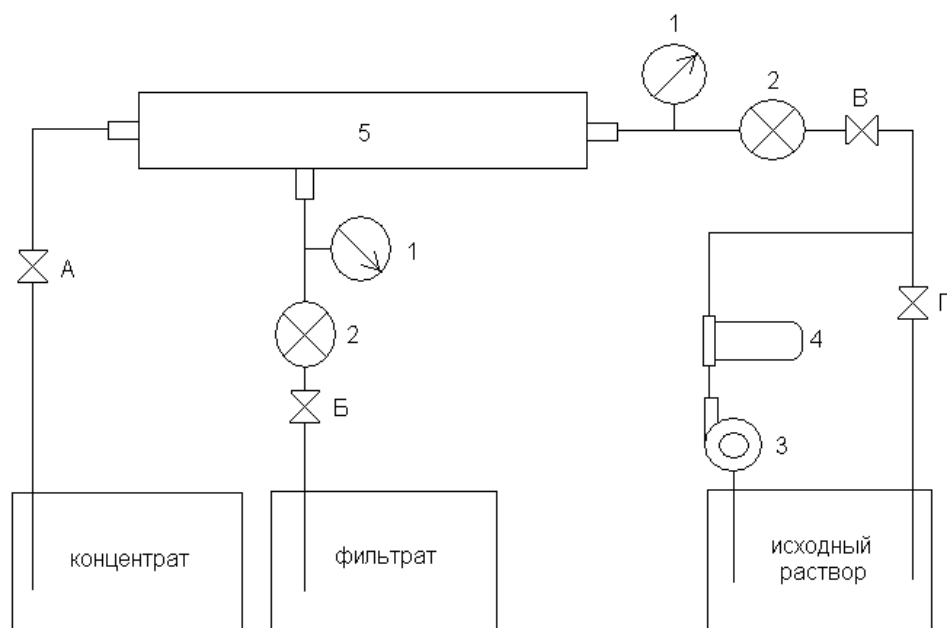 1
2
В
5
1
А
Г
2
4
Б
3
концентрат
фильтрат
исходный
раствор